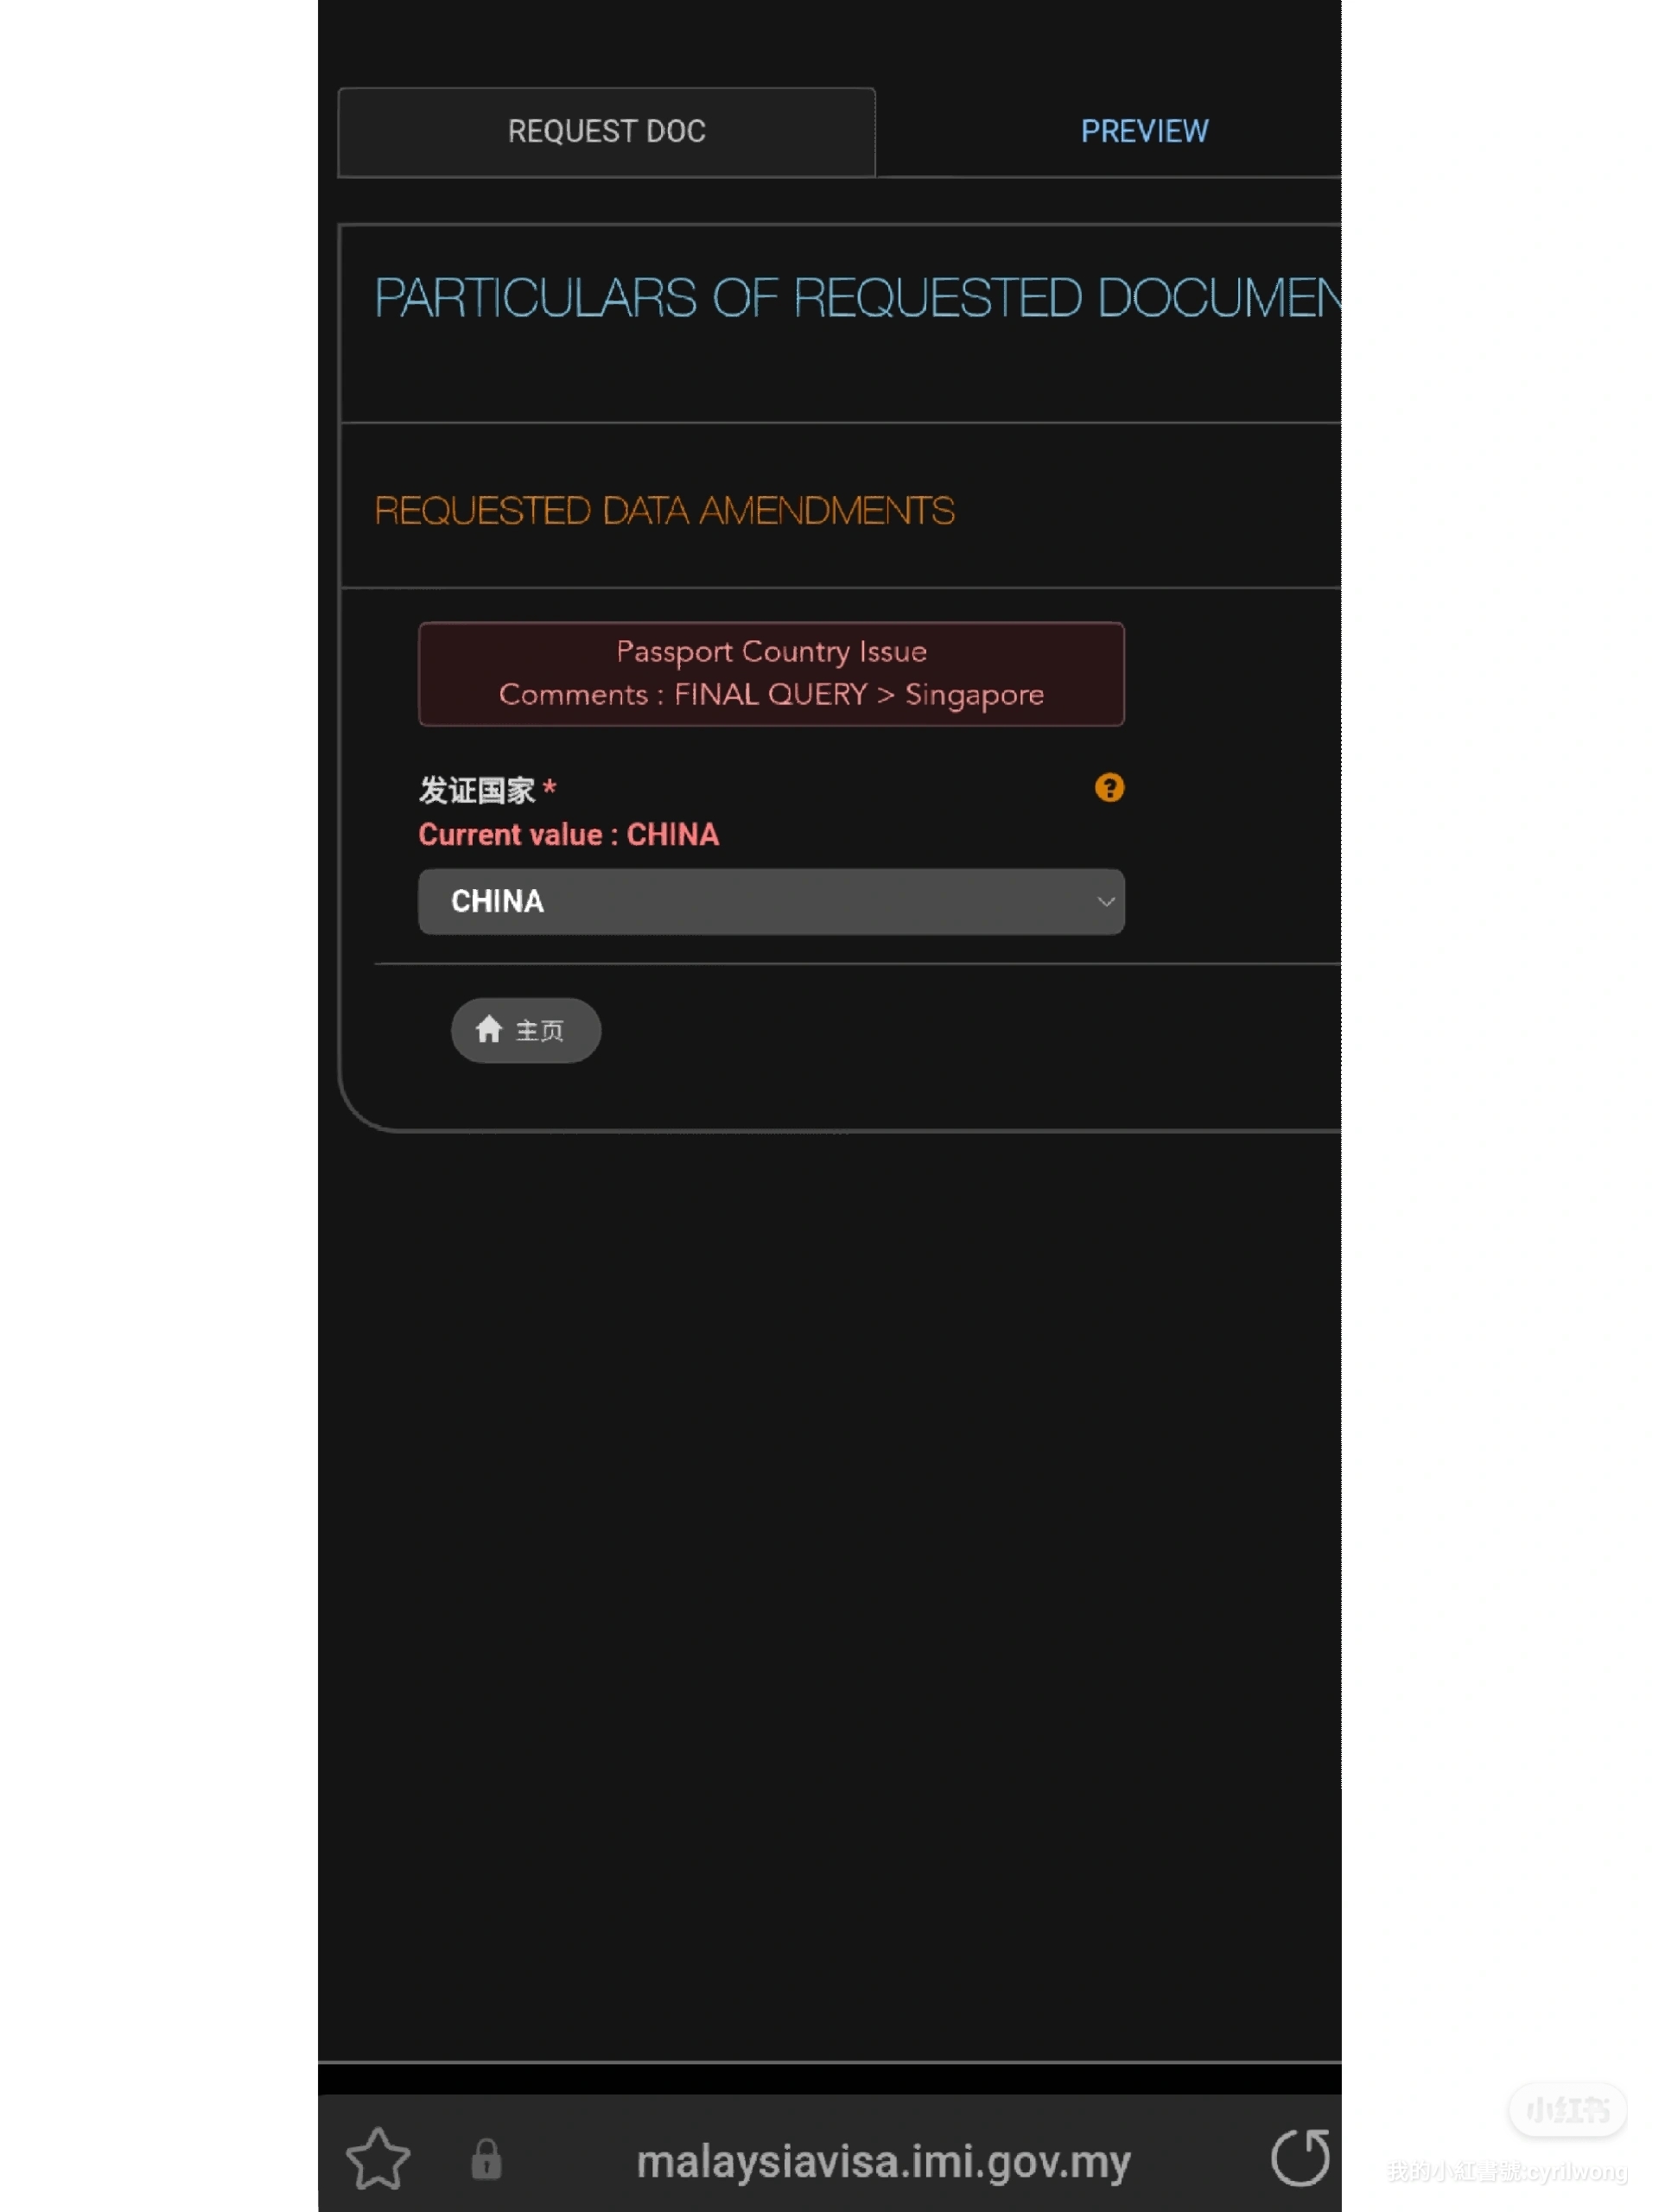 REQUEST DOC
PREVIEW
PARTICULARS OF REQUESTED DOCUMEN
REQUESTED DATA AMENDMENTS
Passport Country Issue
Comments : FINAL QUERY > Singapore
发证国家 *
Current value : CHINA
CHINA
主页
malaysiavisa.imi.gov.my
小红书
我的小紅書號:cyrilwong